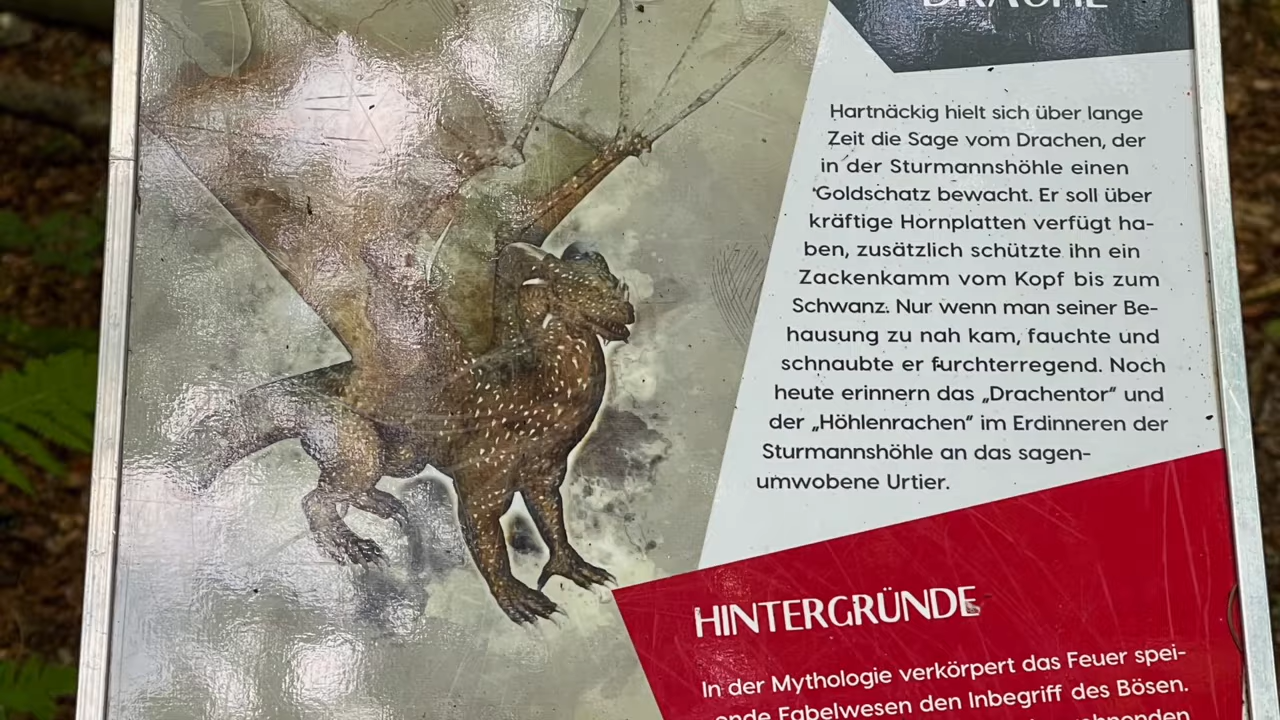 DRACHE
Hartnäckig hielt sich über lange
Zeit die Sage vom Drachen, der
in der Sturmannshöhle einen
Goldschatz bewacht. Er soll über
kräftige Hornplatten verfügt ha-
ben, zusätzlich schützte ihn ein
Zackenkamm vom Kopf bis zum
Schwanz. Nur wenn man seiner Be-
hausung zu nah kam, fauchte und
schnaubte er furchterregend. Noch
heute erinnern das „Drachentor“ und
der „Höhlenrachen“ im Erdinneren der
Sturmannshöhle an das sagen-
umwobene Urtier.
HINTERGRÜNDE
In der Mythologie verkörpert das Feuer spei-
ende Fabelwesen den Inbegriff des Bösen.